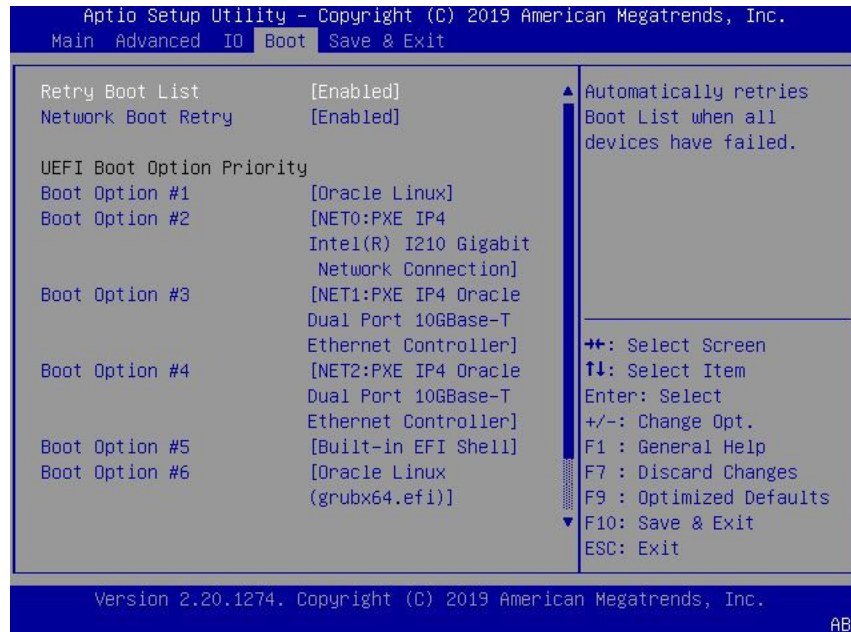 Aptio Setup Utility – Copyright (C) 2019 American Megatrends, Inc.
Main Advanced IO Boot Save & Exit
Retry Boot List [Enabled]
Network Boot Retry [Enabled]
UEFI Boot Option Priority
Boot Option #1 [Oracle Linux]
Boot Option #2 [NET0:PXE IP4
Intel(R) I210 Gigabit
Network Connection]
Boot Option #3 [NET1:PXE IP4 Oracle
Dual Port 10GBase-T
Ethernet Controller]
Boot Option #4 [NET2:PXE IP4 Oracle
Dual Port 10GBase-T
Ethernet Controller]
Boot Option #5 [Built-in EFI Shell]
Boot Option #6 [Oracle Linux
(grubx64.efi)]
Automatically retries
Boot List when all
devices have failed.
→←: Select Screen
↑↓: Select Item
Enter: Select
+/-: Change Opt.
F1 : General Help
F7 : Discard Changes
F9 : Optimized Defaults
F10: Save & Exit
ESC: Exit
Version 2.20.1274. Copyright (C) 2019 American Megatrends, Inc.
AB